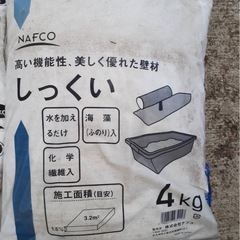 NAFCO
高い機能性、美しく優れた壁材
しっくい
水を加え
るだけ
海藻
(ふのり)入
化学
繊維入
施工面積(目安)
3.2m²
4kg